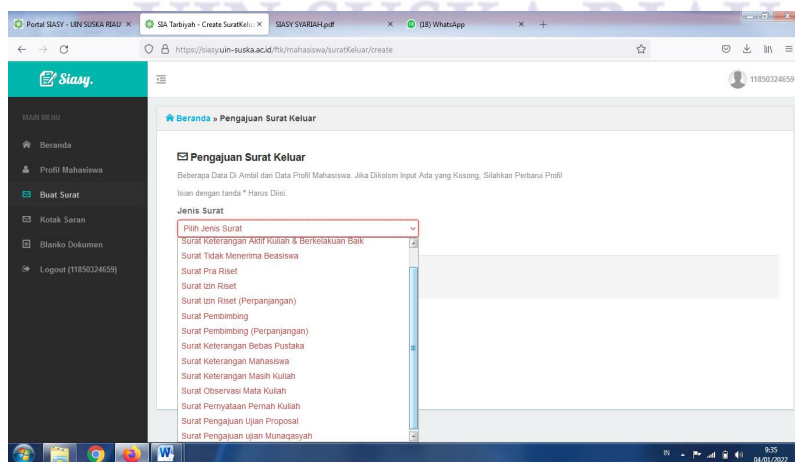 UIN SUSKA RIAU
Portal SIASY - UIN SUSKA RIAU
SIA Tarbiyah - Create SuratKelu
SIASY SYARIAH.pdf
(18) WhatsApp
https://siasy.uin-suska.ac.id/ftk/mahasiswa/suratKeluar/create
Siasy.
11850324659
MAIN MENU
Beranda » Pengajuan Surat Keluar
Beranda
Profil Mahasiswa
Buat Surat
Kotak Saran
Blanko Dokumen
Logout (11850324659)
Pengajuan Surat Keluar
Beberapa Data Di Ambil dari Data Profil Mahasiswa. Jika Dikolom Input Ada yang Kosong, Silahkan Perbarui Profil
Isian dengan tanda * Harus Diisi.
Jenis Surat
Pilih Jenis Surat
Surat Keterangan Aktif Kuliah & Berkelakuan Baik
Surat Tidak Menerima Beasiswa
Surat Pra Riset
Surat Izin Riset
Surat Izin Riset (Perpanjangan)
Surat Pembimbing
Surat Pembimbing (Perpanjangan)
Surat Keterangan Bebas Pustaka
Surat Keterangan Mahasiswa
Surat Keterangan Masih Kuliah
Surat Observasi Mata Kuliah
Surat Pernyataan Pernah Kuliah
Surat Pengajuan Ujian Proposal
Surat Pengajuan ujian Munaqasyah
IN
9:35
04/01/2022